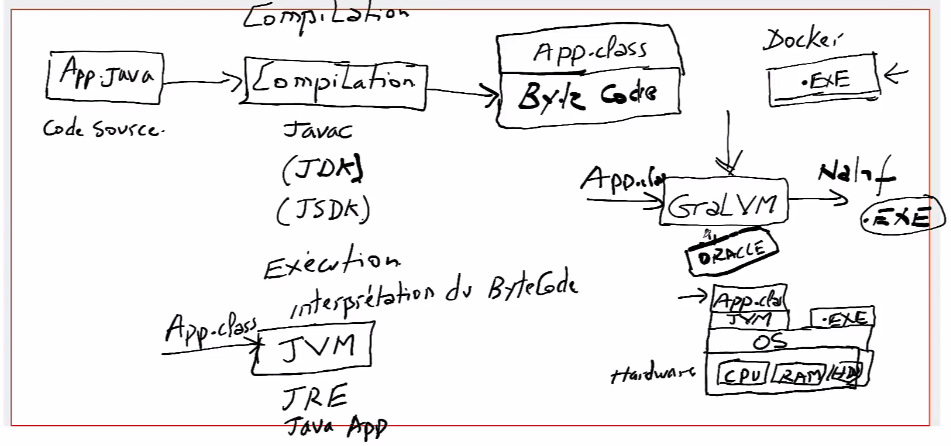 Compilation
App.Java
Compilation
App.class
Byte Code
Code Source.
Javac
(JDK)
(JSDK)
Docker
.EXE
App.clas
GraLVM
Natif
.EXE
ORACLE
Exécution
interprétation du ByteCode
App.class
JVM
JRE
Java App
App.cla
JVM
.EXE
OS
Hardware
CPU
RAM
HD